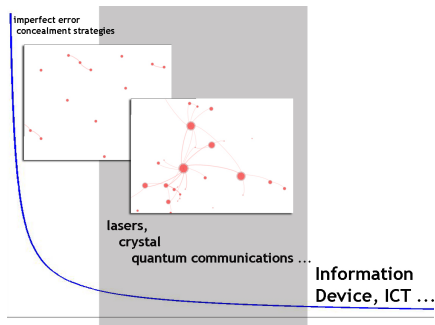 imperfect error
concealment strategies
lasers,
crystal
quantum communications ...
Information
Device, ICT ...